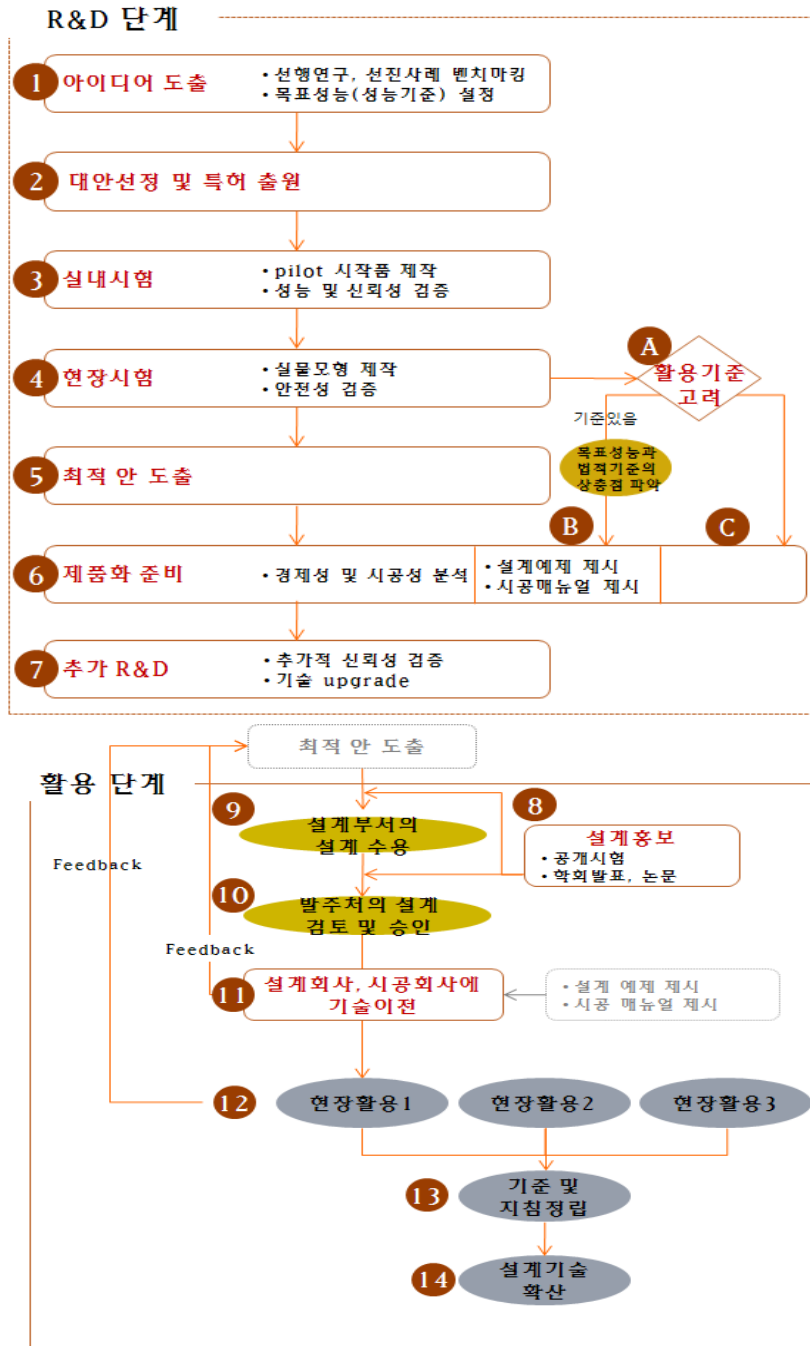 R&D 단계
1 아이디어 도출
• 선행연구, 선진사례 벤치마킹
• 목표성능(성능기준) 설정
2 대안선정 및 특허 출원
3 실내시험
• pilot 시작품 제작
• 성능 및 신뢰성 검증
4 현장시험
• 실물모형 제작
• 안전성 검증
A
활용기준
고려
기준있음
목표성능과
법적기준의
상충점 파악
5 최적 안 도출
B
C
6 제품화 준비
• 경제성 및 시공성 분석
• 설계예제 제시
• 시공매뉴얼 제시
7 추가 R&D
• 추가적 신뢰성 검증
• 기술 upgrade
최적 안 도출
활용 단계
8
설계홍보
• 공개시험
• 학회발표, 논문
9
설계부서의
설계 수용
Feedback
10
발주처의 설계
검토 및 승인
Feedback
11
설계회사, 시공회사에
기술이전
• 설계 예제 제시
• 시공 매뉴얼 제시
12
현장활용1
현장활용2
현장활용3
13
기준 및
지침정립
14
설계기술
확산